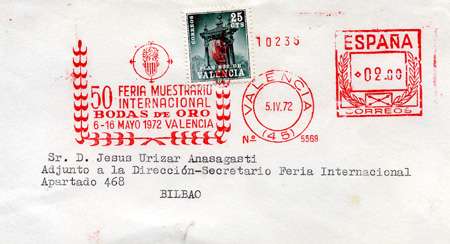 CORREOS
25
CTS
PLAN SUR DE
VALENCIA
50 FERIA MUESTRARIO
INTERNACIONAL
BODAS DE ORO
6-16 MAYO 1972 VALENCIA
10236
VALENCIA
5.IV.72
(45)
Nº 5569
ESPAÑA
02.00
CORREOS
Sr. D. Jesus Urizar Anasagasti
Adjunto a la Dirección-Secretario Feria Internacional
Apartado 468
BILBAO